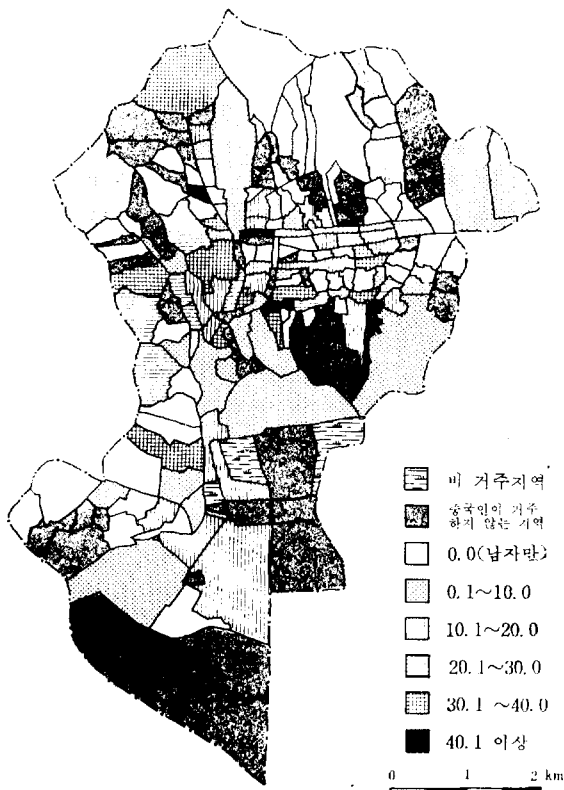 비 거주지역
중국인이 거주
하지 않는 지역
0.0(남자만)
0.1~10.0
10.1~20.0
20.1~30.0
30.1 ~40.0
40.1 이상
0 1 2 km